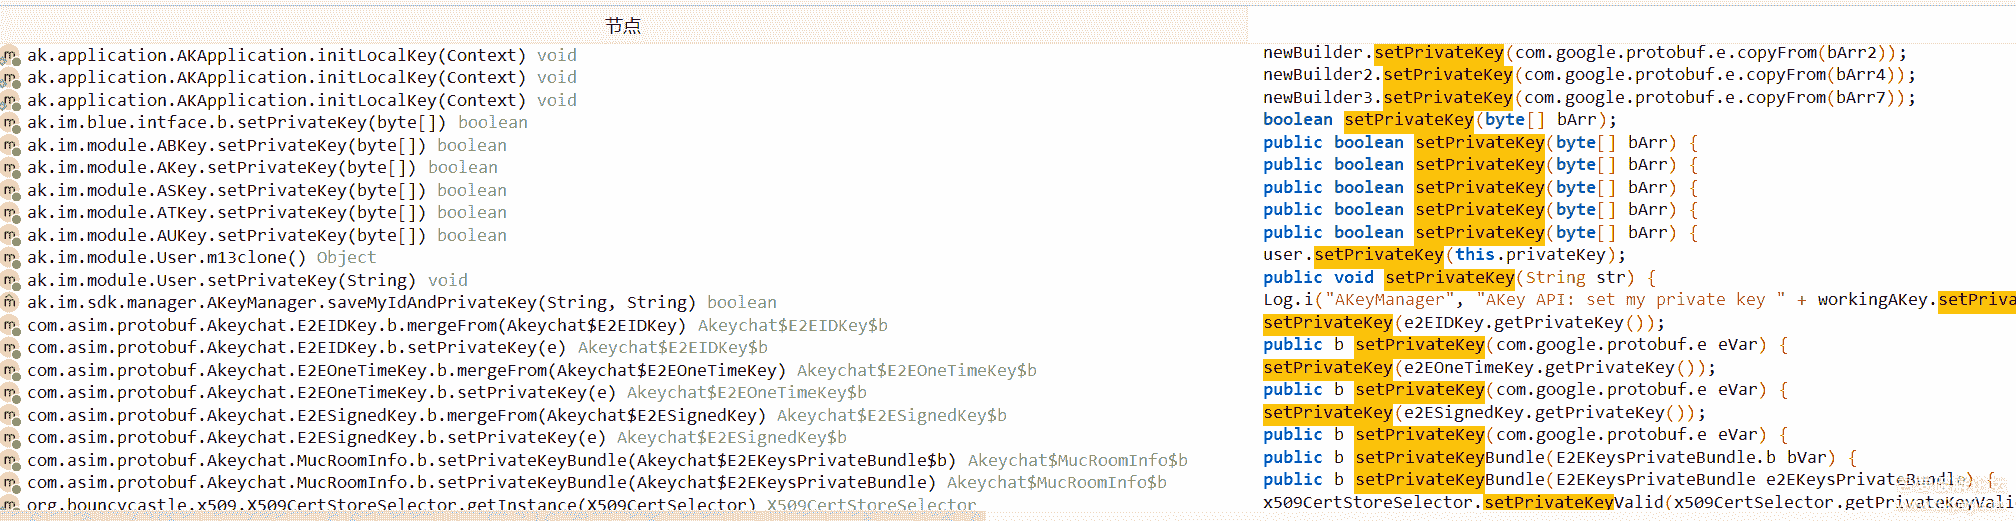 节点
ak.application.AKApplication.initLocalKey(Context) void newBuilder.setPrivateKey(com.google.protobuf.e.copyFrom(bArr2));
ak.application.AKApplication.initLocalKey(Context) void newBuilder2.setPrivateKey(com.google.protobuf.e.copyFrom(bArr4));
ak.application.AKApplication.initLocalKey(Context) void newBuilder3.setPrivateKey(com.google.protobuf.e.copyFrom(bArr7));
ak.im.blue.intface.b.setPrivateKey(byte[]) boolean boolean setPrivateKey(byte[] bArr);
ak.im.module.ABKey.setPrivateKey(byte[]) boolean public boolean setPrivateKey(byte[] bArr) {
ak.im.module.AKey.setPrivateKey(byte[]) boolean public boolean setPrivateKey(byte[] bArr) {
ak.im.module.ASKey.setPrivateKey(byte[]) boolean public boolean setPrivateKey(byte[] bArr) {
ak.im.module.ATKey.setPrivateKey(byte[]) boolean public boolean setPrivateKey(byte[] bArr) {
ak.im.module.AUKey.setPrivateKey(byte[]) boolean public boolean setPrivateKey(byte[] bArr) {
ak.im.module.User.m13clone() Object user.setPrivateKey(this.privateKey);
ak.im.module.User.setPrivateKey(String) void public void setPrivateKey(String str) {
ak.im.sdk.manager.AKeyManager.saveMyIdAndPrivateKey(String, String) boolean Log.i("AKeyManager", "AKey API: set my private key " + workingAKey.setPriva
com.asim.protobuf.Akeychat.E2EIDKey.b.mergeFrom(Akeychat$E2EIDKey) Akeychat$E2EIDKey$b setPrivateKey(e2EIDKey.getPrivateKey());
com.asim.protobuf.Akeychat.E2EIDKey.b.setPrivateKey(e) Akeychat$E2EIDKey$b public b setPrivateKey(com.google.protobuf.e eVar) {
com.asim.protobuf.Akeychat.E2EOneTimeKey.b.mergeFrom(Akeychat$E2EOneTimeKey) Akeychat$E2EOneTimeKey$b setPrivateKey(e2EOneTimeKey.getPrivateKey());
com.asim.protobuf.Akeychat.E2EOneTimeKey.b.setPrivateKey(e) Akeychat$E2EOneTimeKey$b public b setPrivateKey(com.google.protobuf.e eVar) {
com.asim.protobuf.Akeychat.E2ESignedKey.b.mergeFrom(Akeychat$E2ESignedKey) Akeychat$E2ESignedKey$b setPrivateKey(e2ESignedKey.getPrivateKey());
com.asim.protobuf.Akeychat.E2ESignedKey.b.setPrivateKey(e) Akeychat$E2ESignedKey$b public b setPrivateKey(com.google.protobuf.e eVar) {
com.asim.protobuf.Akeychat.MucRoomInfo.b.setPrivateKeyBundle(Akeychat$E2EKeysPrivateBundle$b) Akeychat$MucRoomInfo$b public b setPrivateKeyBundle(E2EKeysPrivateBundle.b bVar) {
com.asim.protobuf.Akeychat.MucRoomInfo.b.setPrivateKeyBundle(Akeychat$E2EKeysPrivateBundle) Akeychat$MucRoomInfo$b public b setPrivateKeyBundle(E2EKeysPrivateBundle e2EKeysPrivateBundle) {
org.bouncycastle.x509.X509CertStoreSelector.getInstance(X509CertSelector) X509CertStoreSelector x509CertStoreSelector.setPrivateKeyValid(x509CertSelector.getPrivateKeyVali